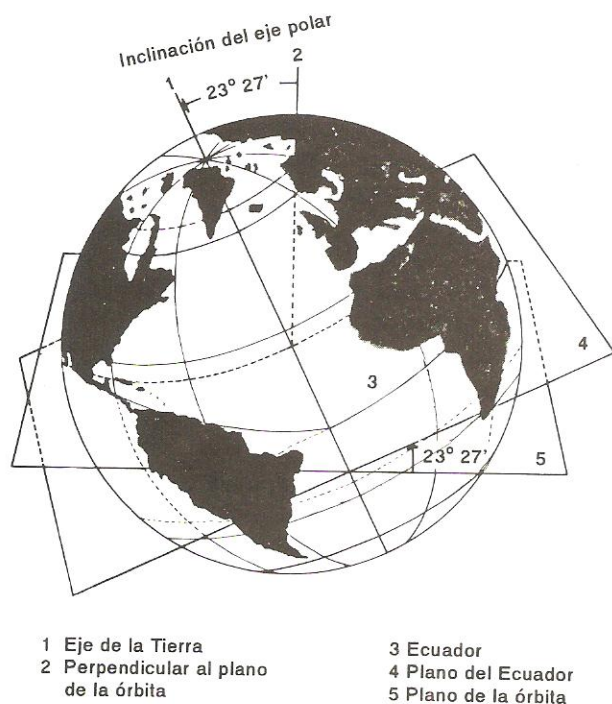 Inclinación del eje polar
1
2
23° 27'
4
3
23° 27'
5
1 Eje de la Tierra
2 Perpendicular al plano
de la órbita
3 Ecuador
4 Plano del Ecuador
5 Plano de la órbita